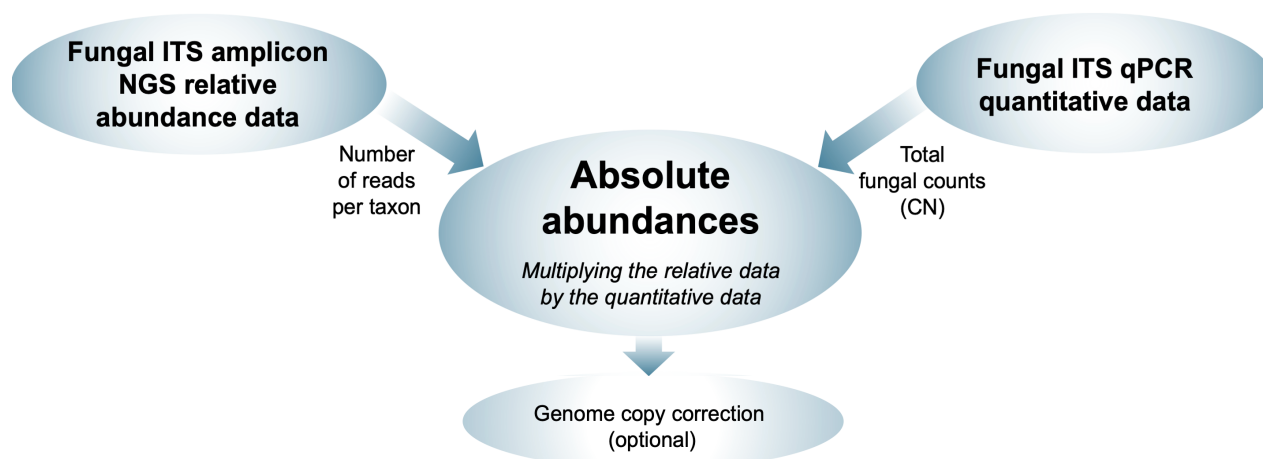 Fungal ITS amplicon
NGS relative
abundance data
Fungal ITS qPCR
quantitative data
Number
of reads
per taxon
Total
fungal counts
(CN)
Absolute
abundances
Multiplying the relative data
by the quantitative data
Genome copy correction
(optional)